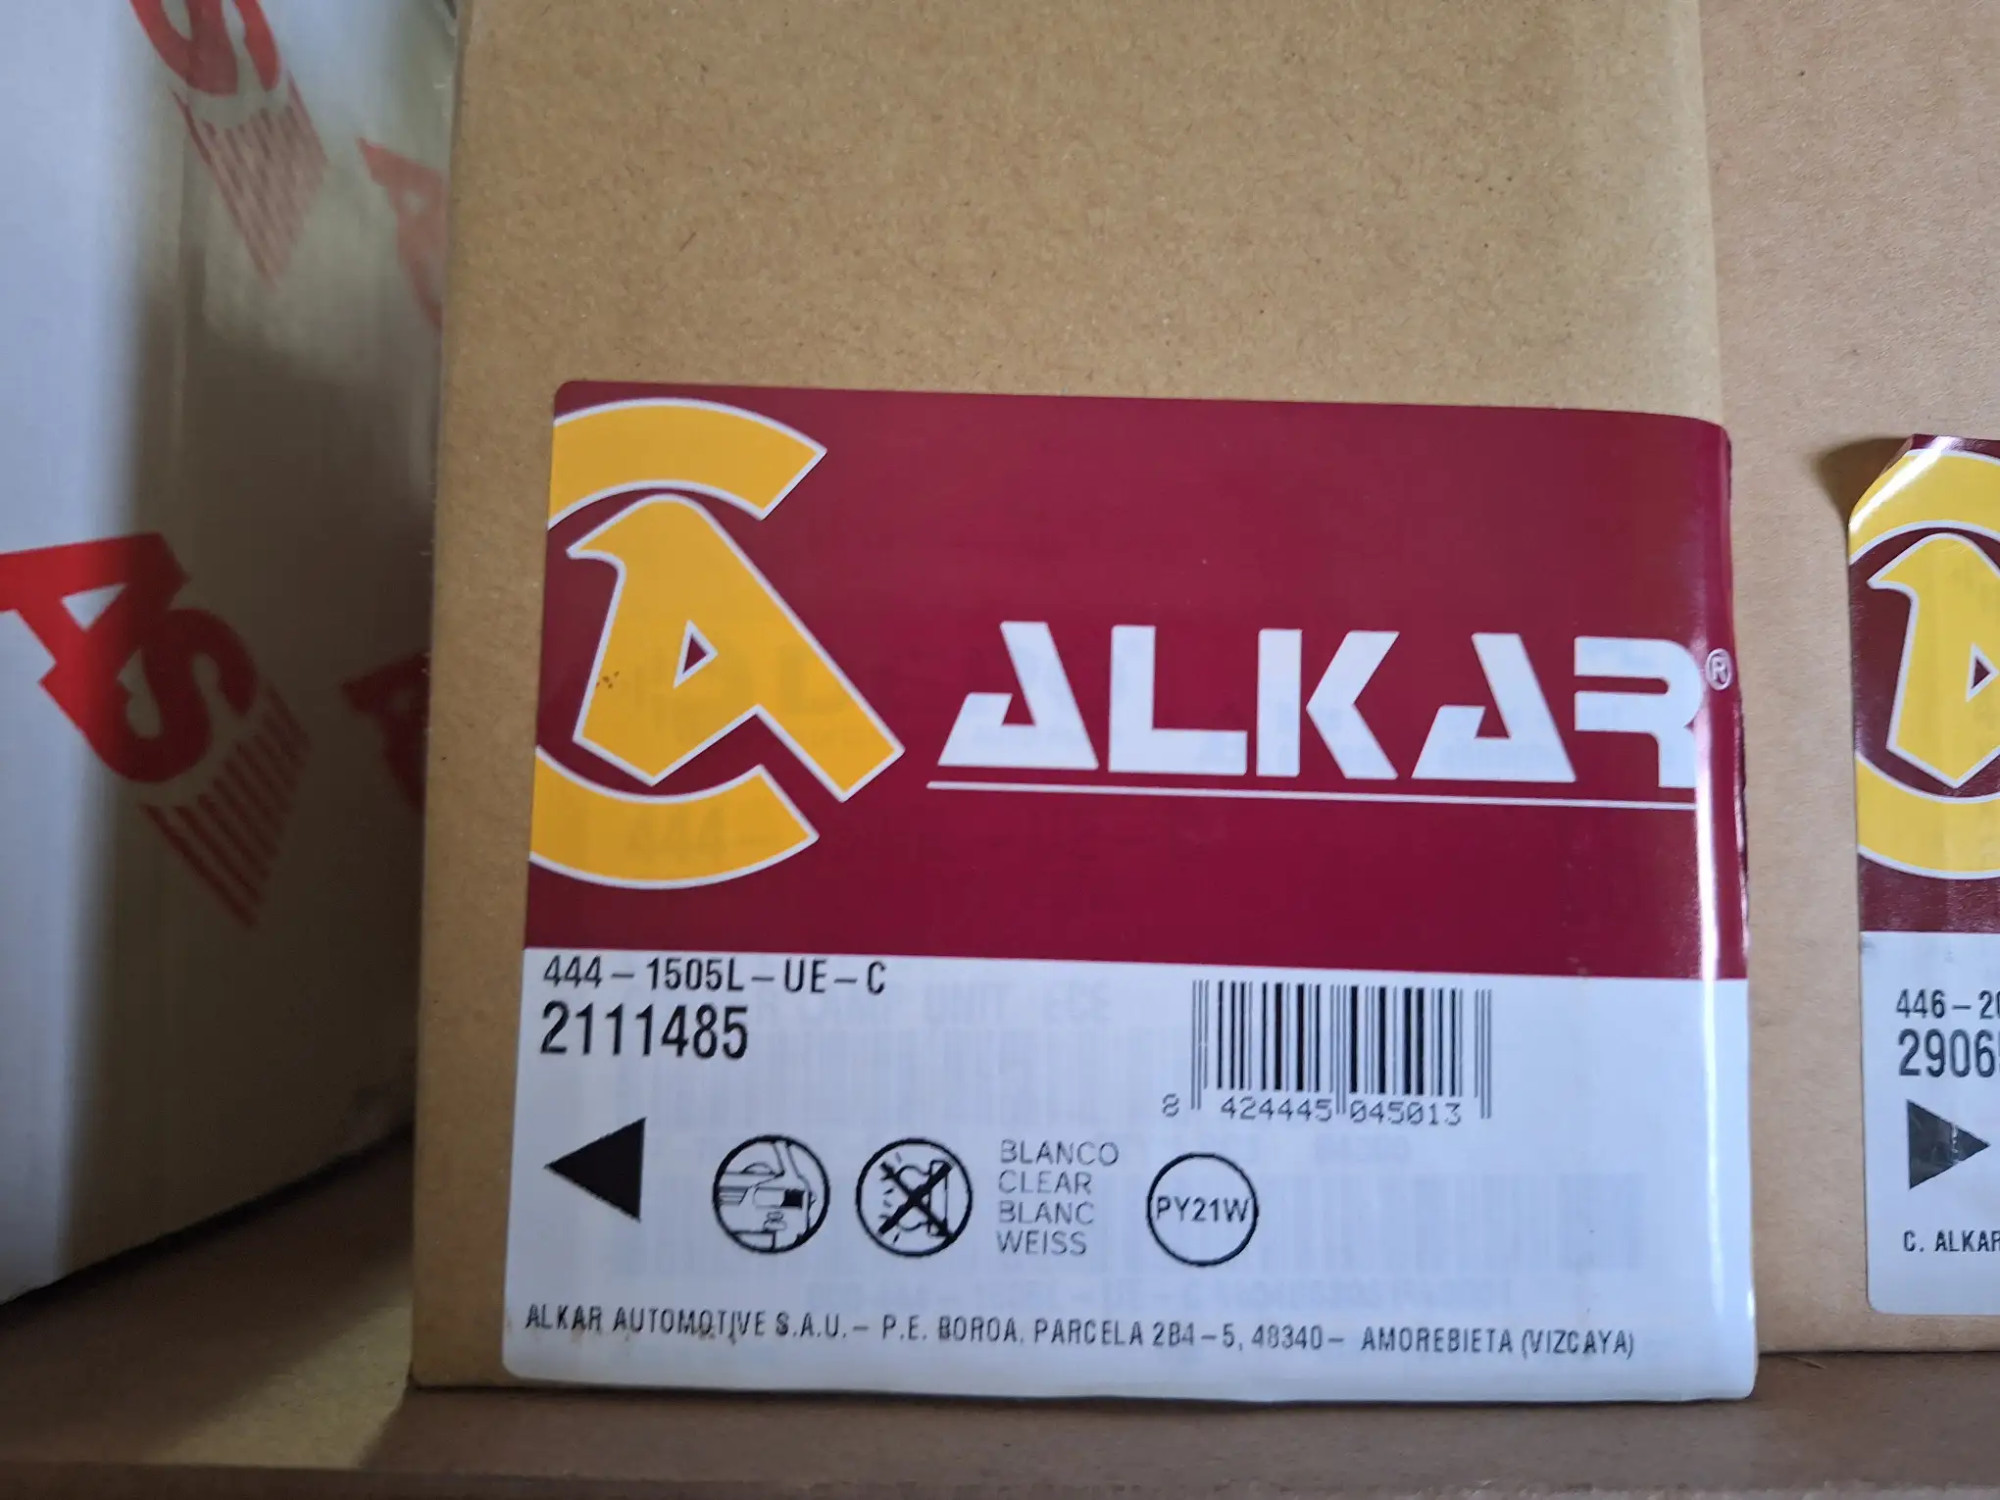 ALKAR®
444-1505L-UE-C
2111485
8 424445 045013
BLANCO
CLEAR
BLANC
WEISS
PY21W
ALKAR AUTOMOTIVE S.A.U. - P.E. BOROA, PARCELA 2B4-5, 48340 - AMOREBIETA (VIZCAYA)
AS
446-2
2906
C. ALKAR